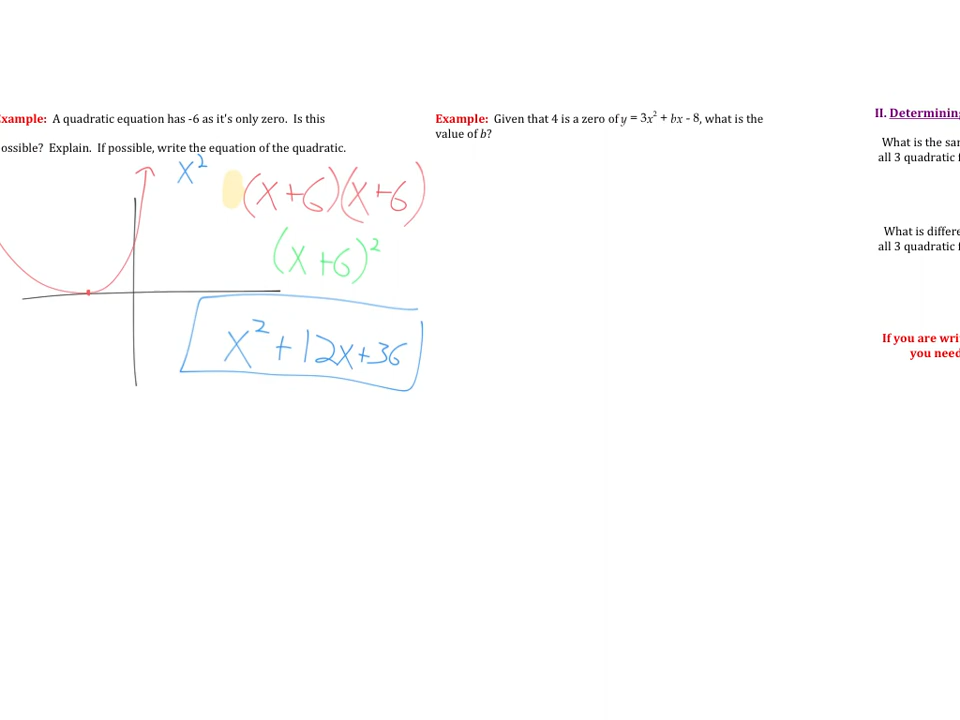 xample: A quadratic equation has -6 as it's only zero. Is this
ossible? Explain. If possible, write the equation of the quadratic.
x²
(x+6)(x+6)
(x+6)²
x²+12x+36
Example: Given that 4 is a zero of y = 3x² + bx - 8, what is the
value of b?
II. Determining
What is the sa
all 3 quadratic f
What is differe
all 3 quadratic f
If you are wri
you need